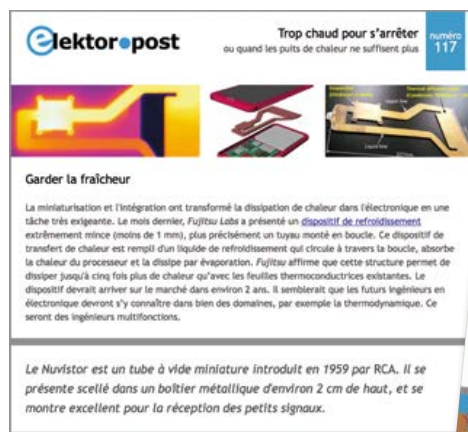 elektor•post
Trop chaud pour s'arrêter
ou quand les puits de chaleur ne suffisent plus
numéro
117
Liquid line
Garder la fraîcheur
La miniaturisation et l'intégration ont transformé la dissipation de chaleur dans l'électronique en une
tâche très exigeante. Le mois dernier, Fujitsu Labs a présenté un dispositif de refroidissement
extrêmement mince (moins de 1 mm), plus précisément un tuyau monté en boucle. Ce dispositif de
transfert de chaleur est rempli d'un liquide de refroidissement qui circule à travers la boucle, absorbe
la chaleur du processeur et la dissipe par évaporation. Fujitsu affirme que cette structure permet de
dissiper jusqu'à cinq fois plus de chaleur qu'avec les feuilles thermoconductrices existantes. Le
dispositif devrait arriver sur le marché dans environ 2 ans. Il semblerait que les futurs ingénieurs en
électronique devront s'y connaître dans bien des domaines, par exemple la thermodynamique. Ce
seront des ingénieurs multifonctions.
Le Nuvistor est un tube à vide miniature introduit en 1959 par RCA. Il se
présente scellé dans un boîtier métallique d'environ 2 cm de haut, et se
montre excellent pour la réception des petits signaux.